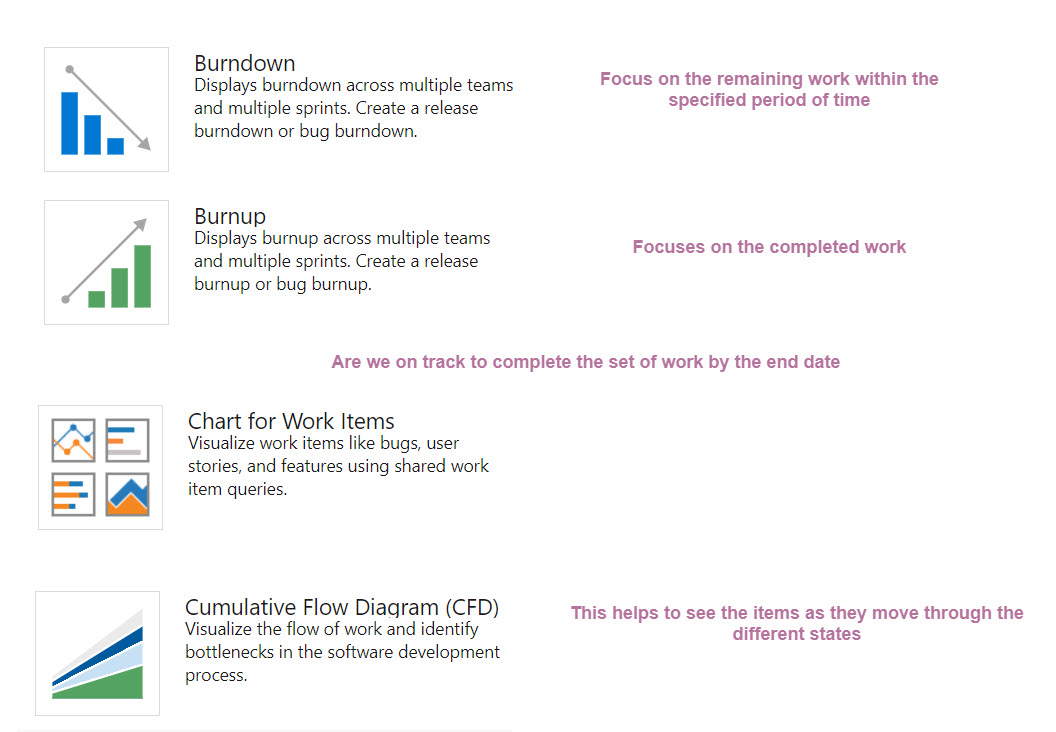 Burndown
Displays burndown across multiple teams
and multiple sprints. Create a release
burndown or bug burndown.
Focus on the remaining work within the
specified period of time
Burnup
Displays burnup across multiple teams
and multiple sprints. Create a release
burnup or bug burnup.
Focuses on the completed work
Are we on track to complete the set of work by the end date
Chart for Work Items
Visualize work items like bugs, user
stories, and features using shared work
item queries.
Cumulative Flow Diagram (CFD)
Visualize the flow of work and identify
bottlenecks in the software development
process.
This helps to see the items as they move through the
different states